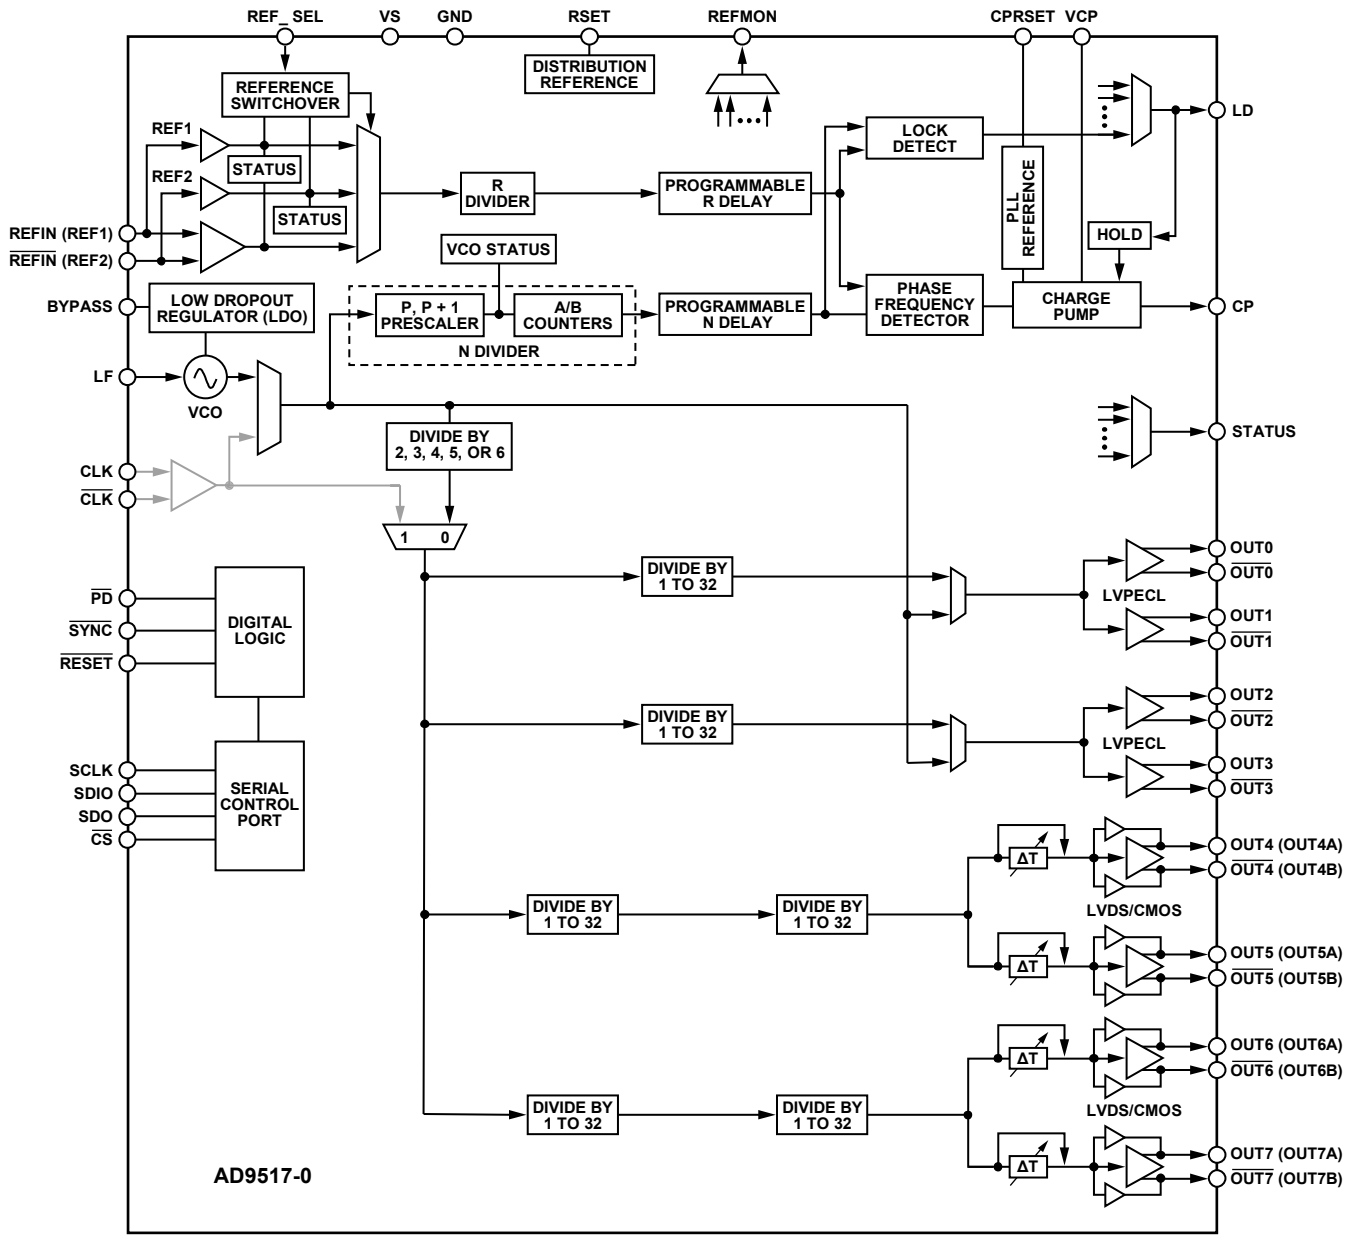 REF_ SEL
VS
GND
RSET
REFMON
CPRSET
VCP
DISTRIBUTION
REFERENCE
REFERENCE
SWITCHOVER
REF1
STATUS
REF2
STATUS
REFIN (REF1)
REFIN (REF2)
BYPASS
LF
R
DIVIDER
PROGRAMMABLE
R DELAY
LOCK
DETECT
PLL
REFERENCE
LD
HOLD
VCO STATUS
LOW DROPOUT
REGULATOR (LDO)
P, P + 1
PRESCALER
A/B
COUNTERS
N DIVIDER
PROGRAMMABLE
N DELAY
PHASE
FREQUENCY
DETECTOR
CHARGE
PUMP
CP
VCO
STATUS
DIVIDE BY
2, 3, 4, 5, OR 6
CLK
CLK
1 0
DIVIDE BY
1 TO 32
LVPECL
OUT0
OUT0
OUT1
OUT1
PD
SYNC
RESET
DIGITAL
LOGIC
DIVIDE BY
1 TO 32
LVPECL
OUT2
OUT2
OUT3
OUT3
SCLK
SDIO
SDO
CS
SERIAL
CONTROL
PORT
DIVIDE BY
1 TO 32
DIVIDE BY
1 TO 32
ΔT
OUT4 (OUT4A)
OUT4 (OUT4B)
LVDS/CMOS
ΔT
OUT5 (OUT5A)
OUT5 (OUT5B)
DIVIDE BY
1 TO 32
DIVIDE BY
1 TO 32
ΔT
OUT6 (OUT6A)
OUT6 (OUT6B)
LVDS/CMOS
ΔT
OUT7 (OUT7A)
OUT7 (OUT7B)
AD9517-0